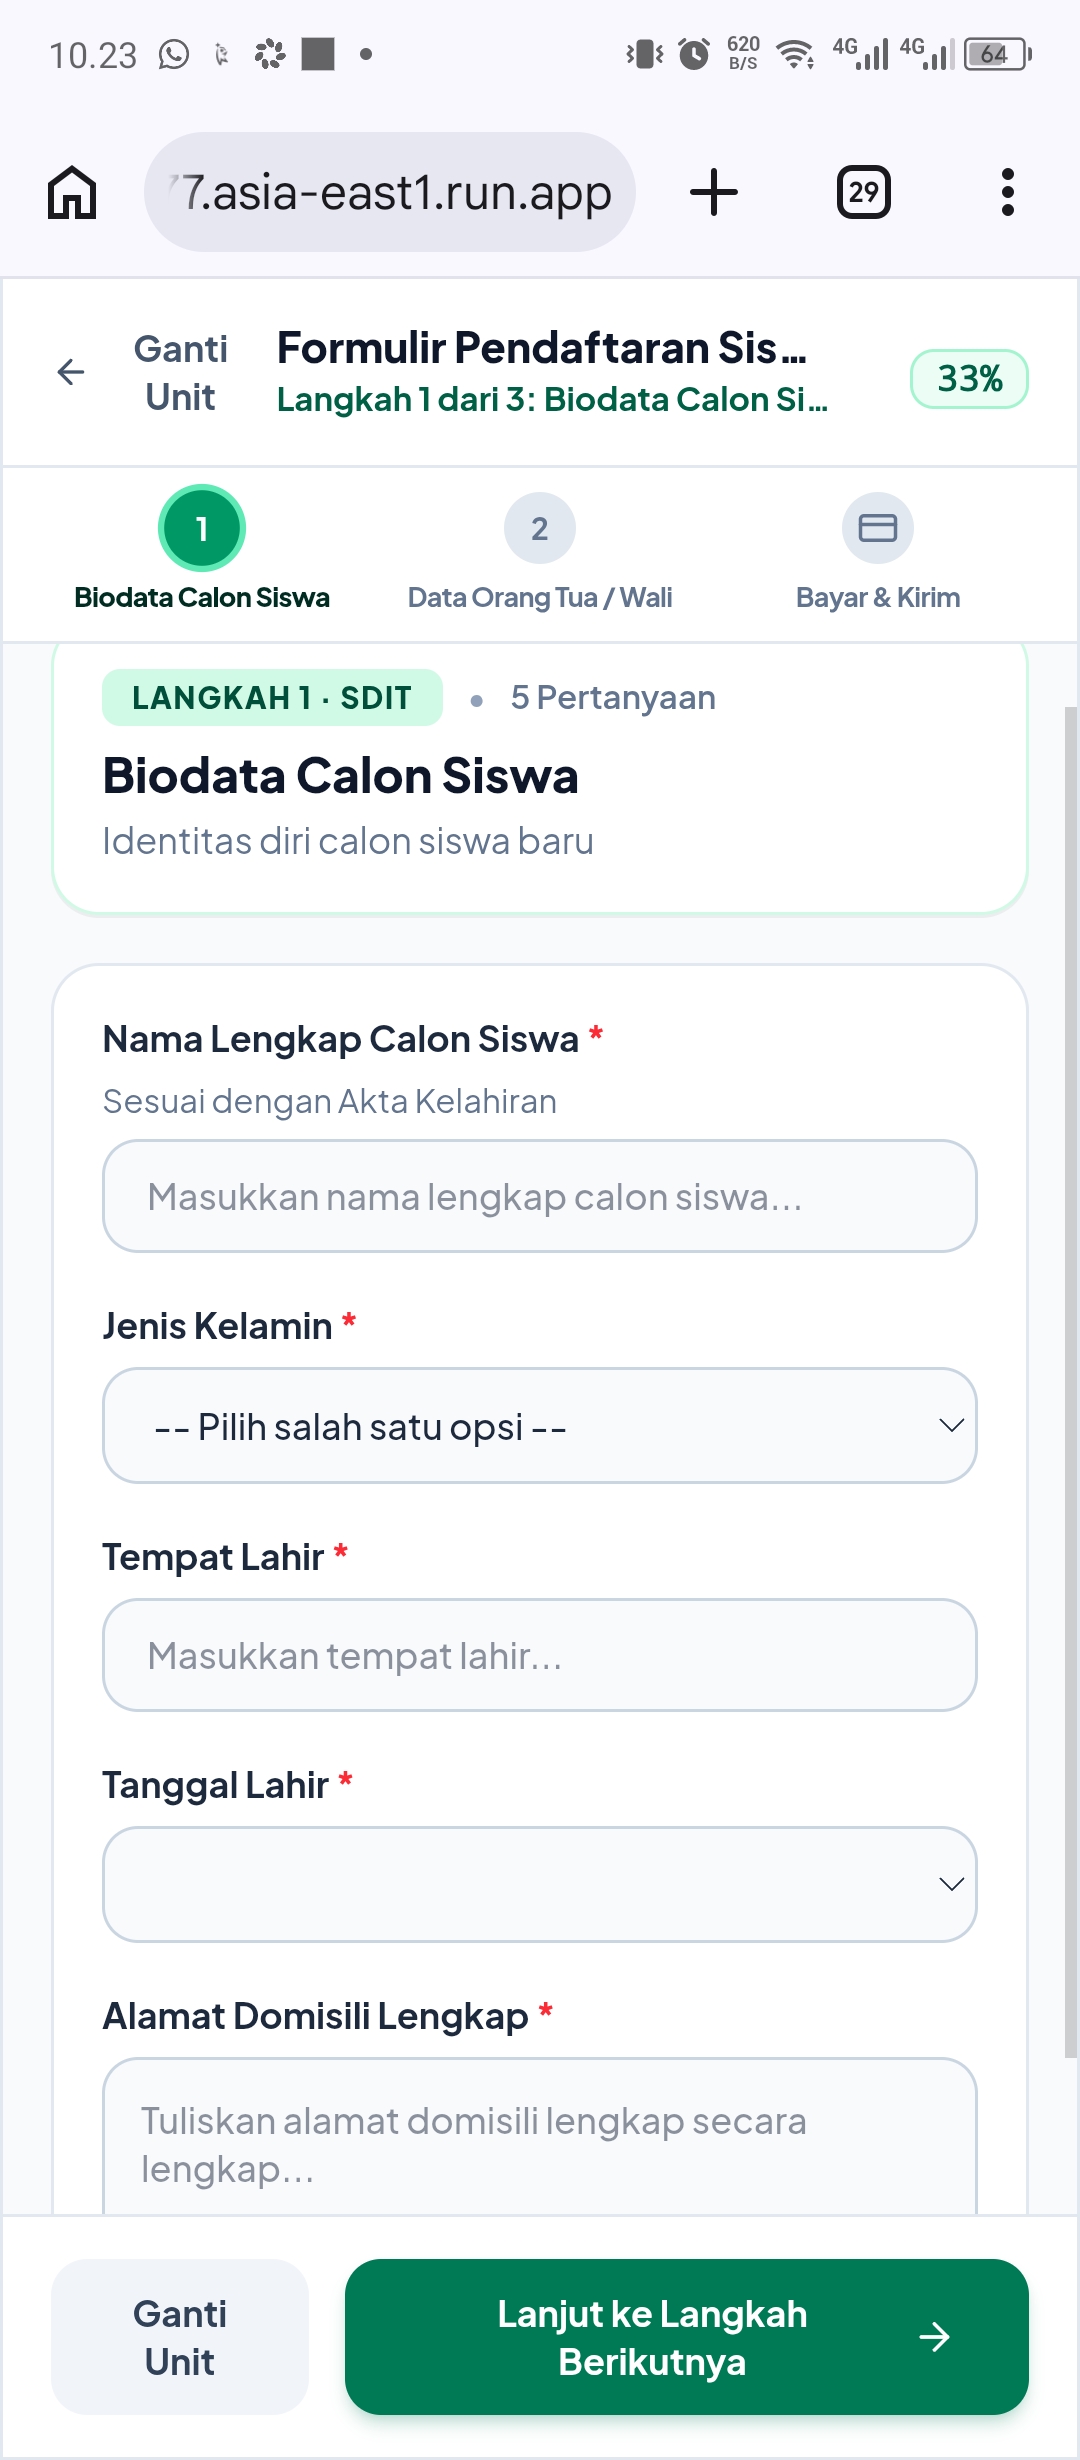 10.23
620 B/S
4G
4G
64
7.asia-east1.run.app
29
Ganti
Unit
Formulir Pendaftaran Sis...
Langkah 1 dari 3: Biodata Calon Si...
33%
1
2
Biodata Calon Siswa
Data Orang Tua / Wali
Bayar & Kirim
LANGKAH 1 · SDIT • 5 Pertanyaan
Biodata Calon Siswa
Identitas diri calon siswa baru
Nama Lengkap Calon Siswa *
Sesuai dengan Akta Kelahiran
Masukkan nama lengkap calon siswa...
Jenis Kelamin *
-- Pilih salah satu opsi --
Tempat Lahir *
Masukkan tempat lahir...
Tanggal Lahir *
Alamat Domisili Lengkap *
Tuliskan alamat domisili lengkap secara
lengkap...
Ganti
Unit
Lanjut ke Langkah
Berikutnya